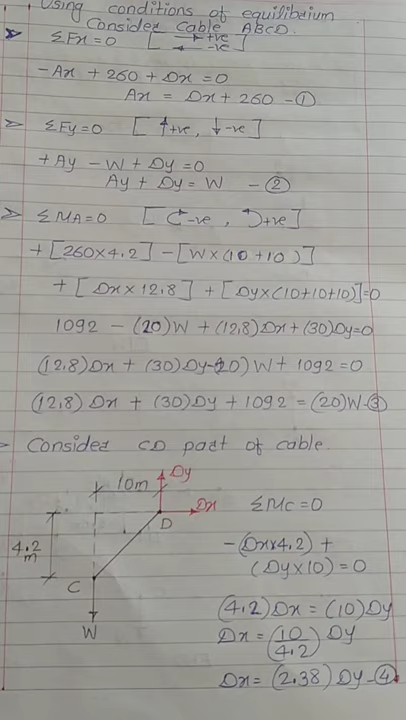 Using conditions of equilibrium
Consider Cable ABCD.
➢ ΣFx=0 [ → +ve ← -ve ]
-Ax + 260 + Dx = 0
Ax = Dx + 260 - ①
➢ ΣFy=0 [ ↑+ve, ↓-ve ]
+Ay - W + Dy = 0
Ay + Dy = W - ②
➢ ΣMA=0 [ ↻-ve , ↺+ve ]
+[260×4.2] - [W×(10+10)]
+ [Dx×12.8] + [Dy×(10+10+10)]=0
1092 - (20)W + (12.8)Dx + (30)Dy=0
(12.8)Dx + (30)Dy-(20)W + 1092 = 0
(12.8) Dx + (30)Dy + 1092 = (20)W-③
- Consider CD part of cable.
Dy
10m
Dx
D
4.2
m
C
W
ΣMC = 0
-(Dx×4.2) +
(Dy×10) = 0
(4.2)Dx = (10)Dy
Dx = (10/4.2) Dy
Dx = (2.38) Dy-④